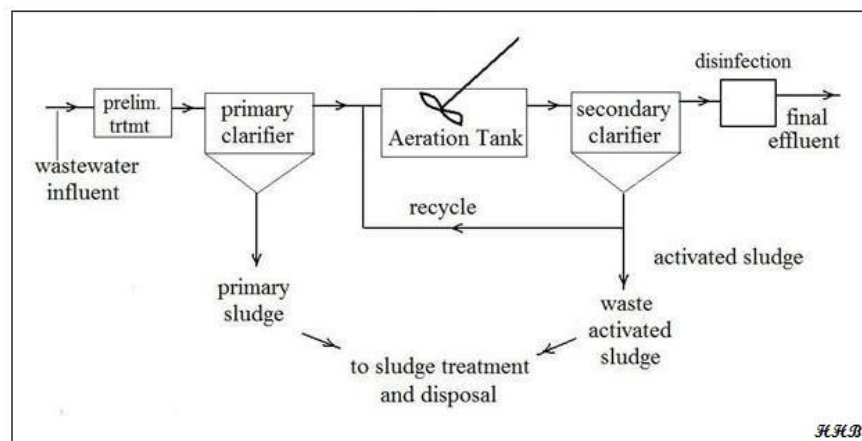 disinfection
prelim.
trtmt
primary
clarifier
Aeration Tank
secondary
clarifier
final
effluent
wastewater
influent
recycle
activated sludge
primary
sludge
waste
activated
sludge
to sludge treatment
and disposal
HHB